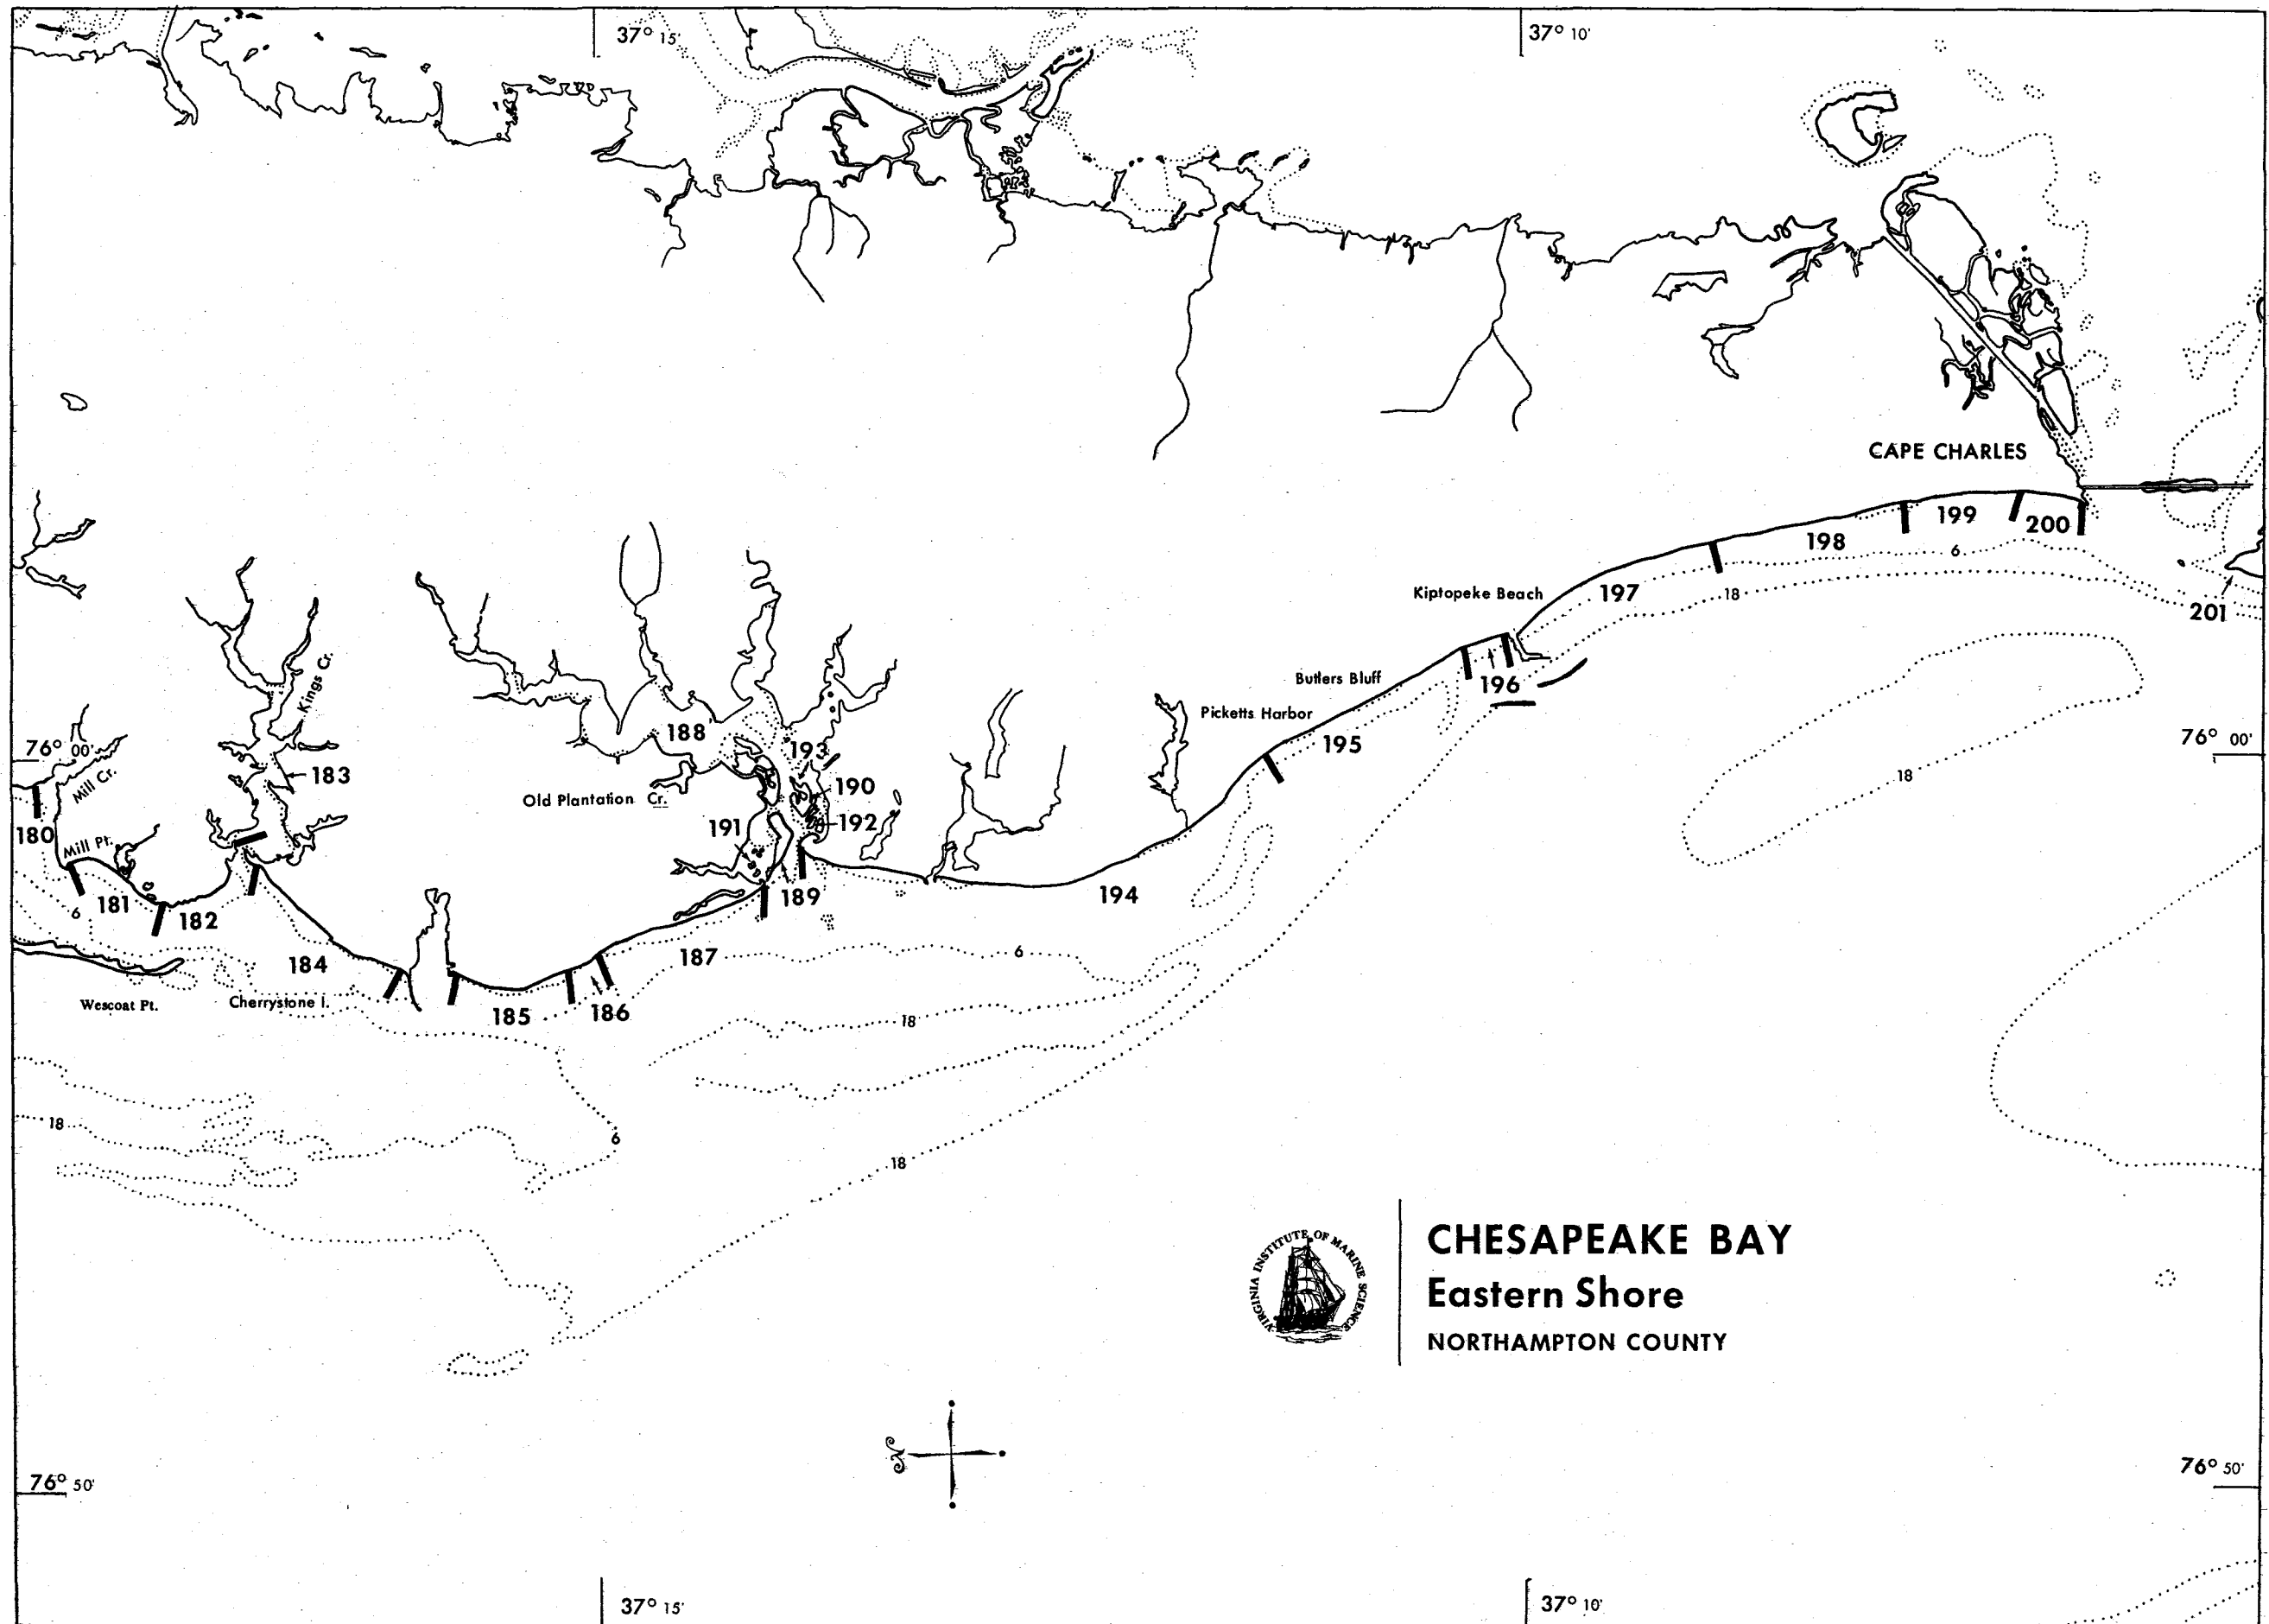 37° 15'
37° 10'
CAPE CHARLES
199
200
198
6
Kiptopeke Beach
197
18
201
Kings Cr.
Butlers Bluff
196
Picketts Harbor
188
195
76° 00'
193
76° 00'
183
Mill Cr.
18
190
Old Plantation Cr.
192
191
180
Mill Pt.
189
194
181
6
182
6
187
184
Wescoat Pt.
Cherrystone I.
185
186
18
18
6
18
VIRGINIA INSTITUTE OF MARINE SCIENCE
CHESAPEAKE BAY
Eastern Shore
NORTHAMPTON COUNTY
N
76° 50'
76° 50'
37° 15'
37° 10'